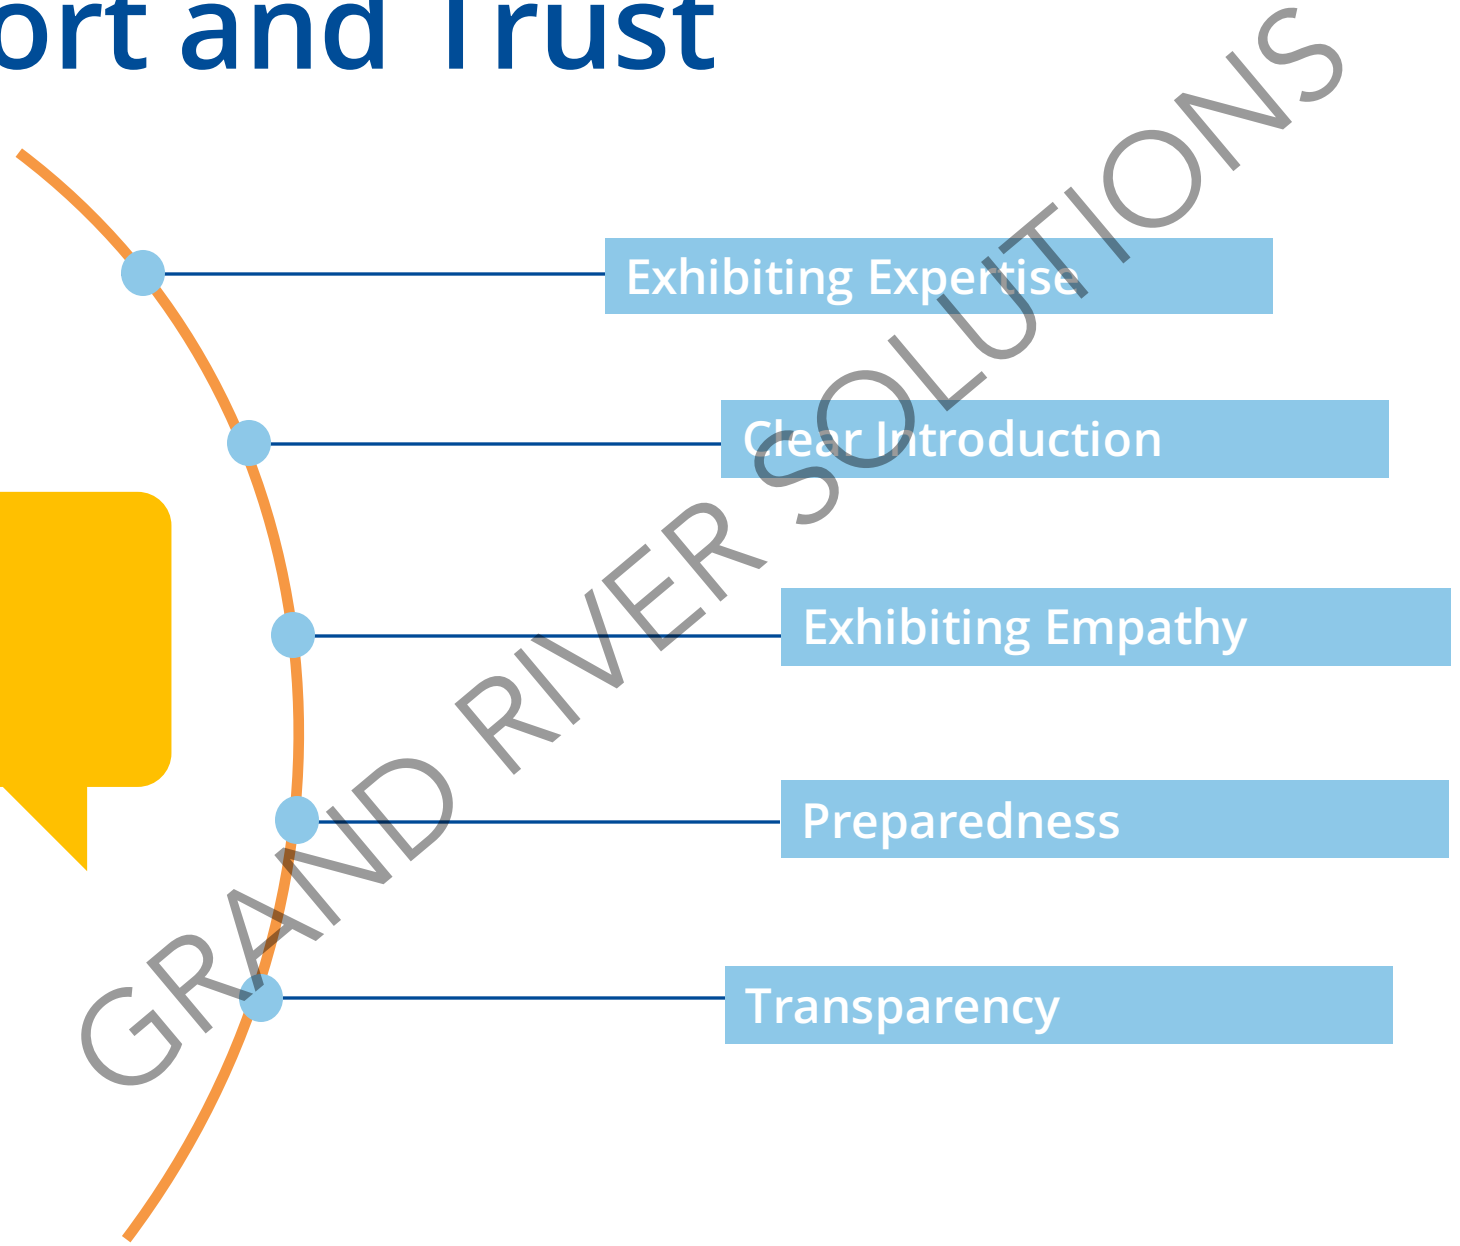 ort and Trust
Exhibiting Expertise
Clear Introduction
Exhibiting Empathy
Preparedness
Transparency
GRAND RIVER SOLUTIONS